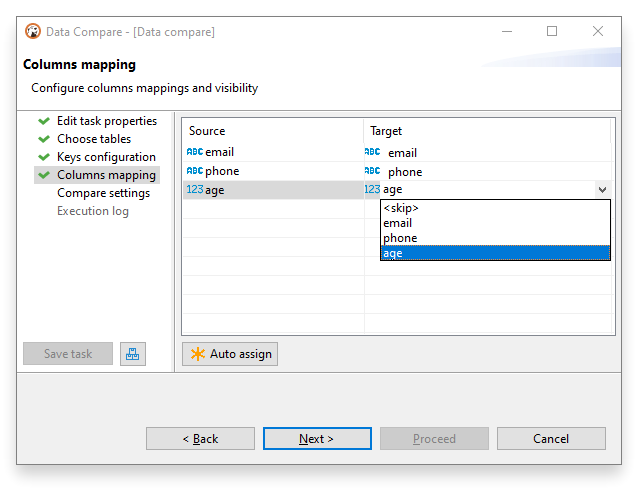 Data Compare - [Data compare]
Columns mapping
Configure columns mappings and visibility
Edit task properties
Choose tables
Keys configuration
Columns mapping
Compare settings
Execution log
Source Target
ABC email ABC email
ABC phone ABC phone
123 age 123 age
<skip>
email
phone
age
Save task
Auto assign
< Back
Next >
Proceed
Cancel